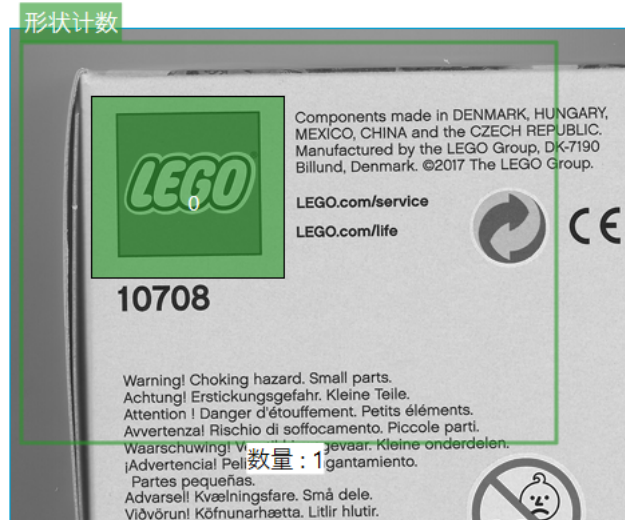 形状计数
Components made in DENMARK, HUNGARY,
MEXICO, CHINA and the CZECH REPUBLIC.
Manufactured by the LEGO Group, DK-7190
Billund, Denmark. ©2017 The LEGO Group.
LEGO
0
LEGO.com/service
LEGO.com/life
CE
10708
Warning! Choking hazard. Small parts.
Achtung! Erstickungsgefahr. Kleine Teile.
Attention ! Danger d'étouffement. Petits éléments.
Avvertenza! Rischio di soffocamento. Piccole parti.
Waarschuwing! gevaar. Kleine onderdelen.
数量 : 1
¡Advertencia! gantamiento.
Partes pequeñas.
Advarsel! Kvælningsfare. Små dele.
Viðvörun! Köfnunarhætta. Litlir hlutir.